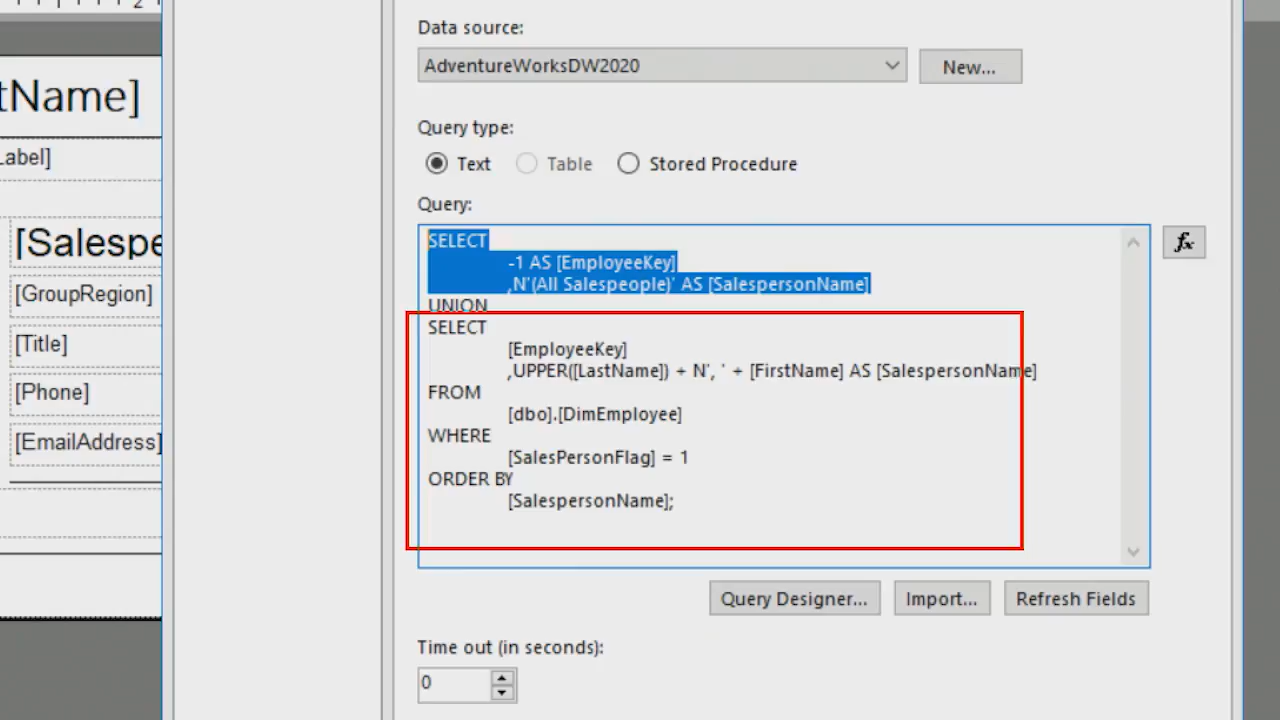 2
Data source:
AdventureWorksDW2020
New...
tName]
Query type:
Label]
Text
Table
Stored Procedure
Query:
fx
[Salespe
SELECT
-1 AS [EmployeeKey]
,N'(All Salespeople)' AS [SalespersonName]
[GroupRegion]
UNION
SELECT
[Title]
[EmployeeKey]
,UPPER([LastName]) + N', ' + [FirstName] AS [SalespersonName]
[Phone]
FROM
[dbo].[DimEmployee]
[EmailAddress]
WHERE
[SalesPersonFlag] = 1
ORDER BY
[SalespersonName];
Query Designer...
Import...
Refresh Fields
Time out (in seconds):
0